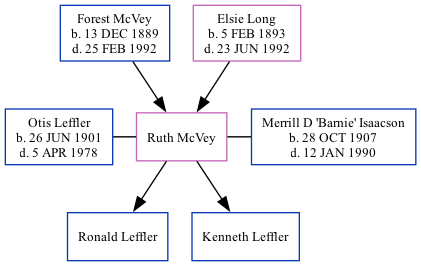 Forest McVey
b. 13 DEC 1889
d. 25 FEB 1992
Elsie Long
b. 5 FEB 1893
d. 23 JUN 1992
Otis Leffler
b. 26 JUN 1901
d. 5 APR 1978
Ruth McVey
Merrill D 'Barnie' Isaacson
b. 28 OCT 1907
d. 12 JAN 1990
Ronald Leffler
Kenneth Leffler